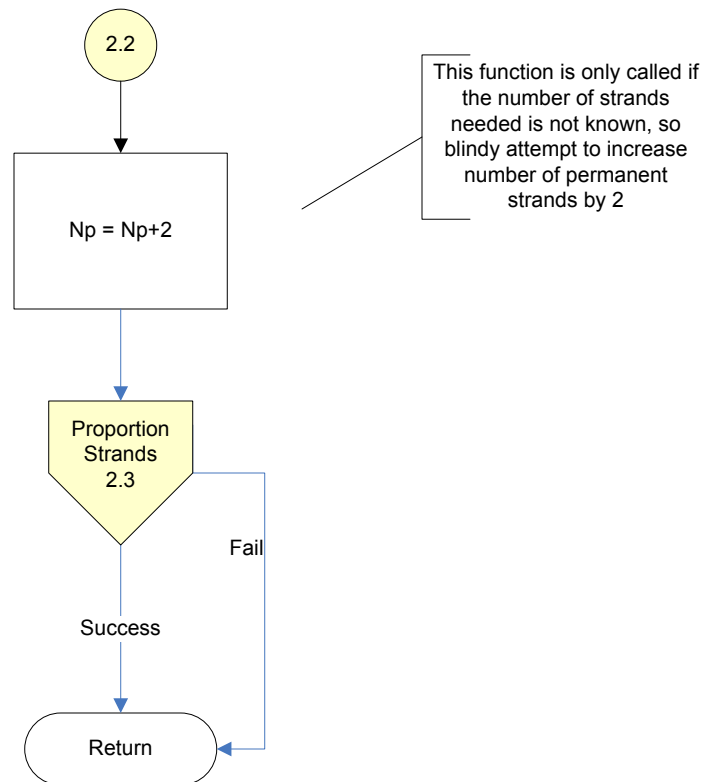 2.2
This function is only called if
the number of strands
needed is not known, so
blindy attempt to increase
number of permanent
strands by 2
Np = Np+2
Proportion
Strands
2.3
Fail
Success
Return